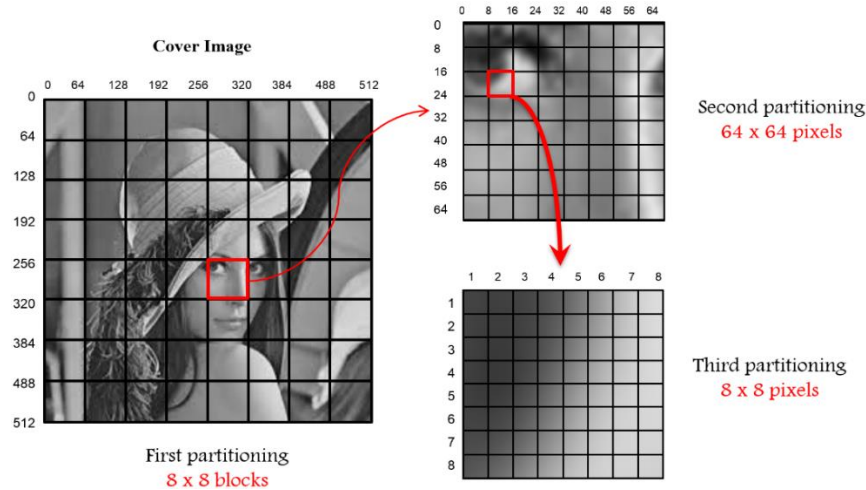 Cover Image
0 64 128 192 256 320 384 488 512
0
64
128
192
256
320
384
488
512
First partitioning
8 x 8 blocks
0 8 16 24 32 40 48 56 64
0
8
16
24
32
40
48
56
64
Second partitioning
64 x 64 pixels
1 2 3 4 5 6 7 8
1
2
3
4
5
6
7
8
Third partitioning
8 x 8 pixels